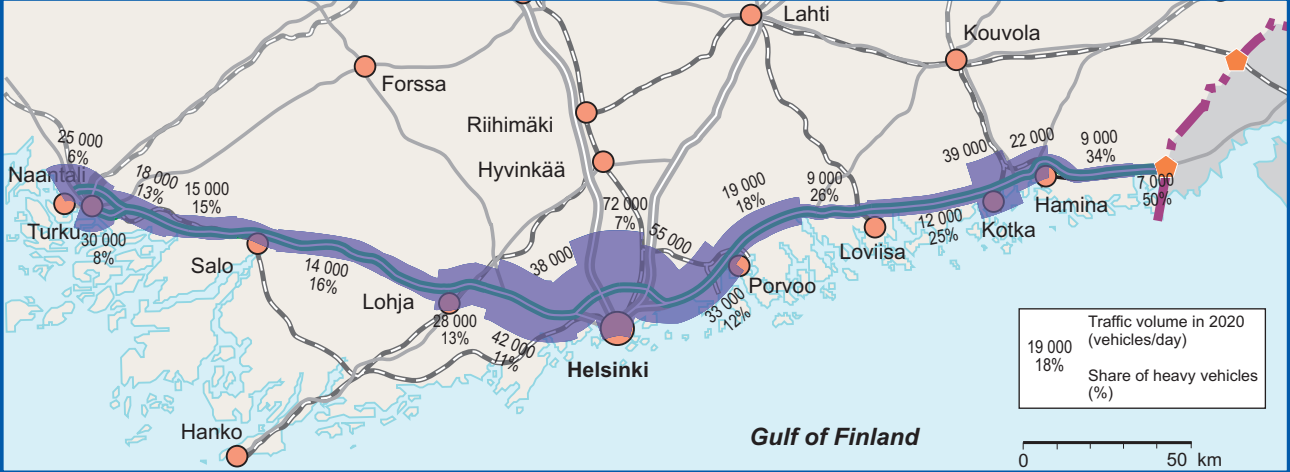 Lahti
Kouvola
Forssa
Riihimäki
Hyvinkää
25 000
6%
Naantali
18 000
13%
15 000
15%
Turku
30 000
8%
Salo
14 000
16%
Lohja
28 000
13%
42 000
11%
38 000
72 000
7%
55 000
Helsinki
19 000
18%
Porvoo
33 000
12%
9 000
26%
Loviisa
12 000
25%
39 000
Kotka
22 000
Hamina
9 000
34%
7 000
50%
Hanko
Gulf of Finland
19 000
18%
Traffic volume in 2020
(vehicles/day)
Share of heavy vehicles
(%)
0 50 km